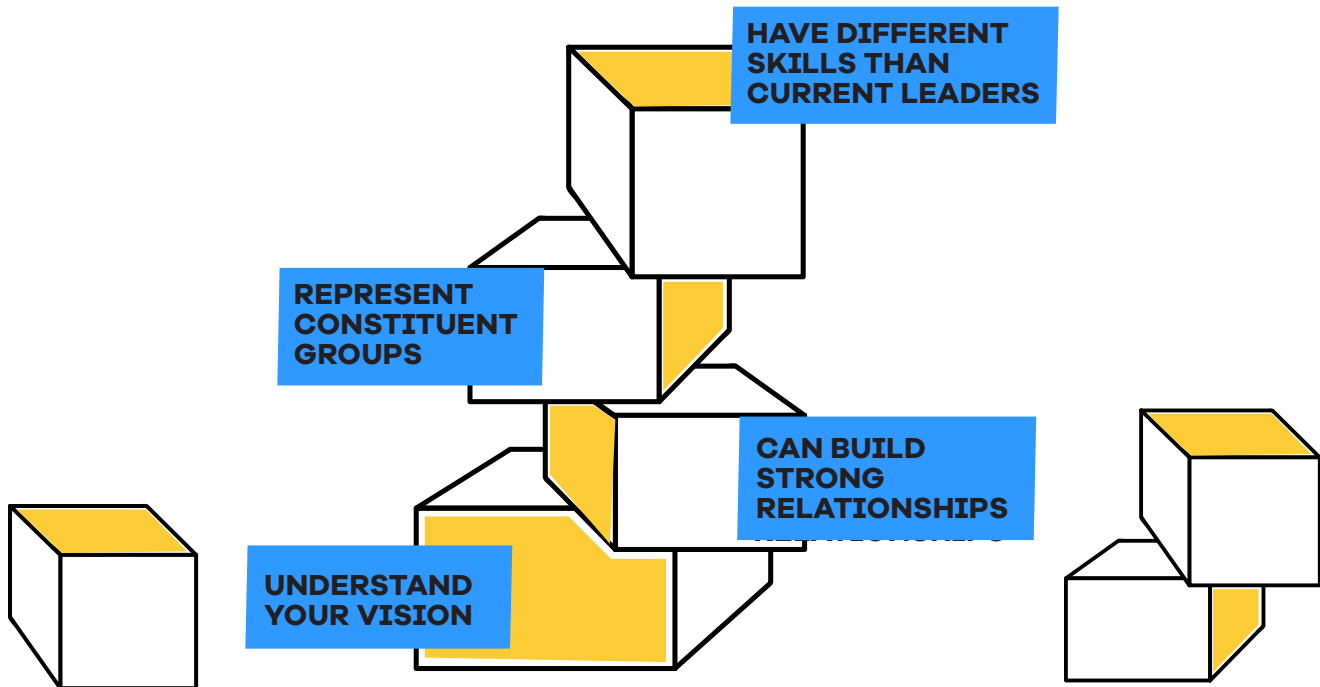 HAVE DIFFERENT
SKILLS THAN
CURRENT LEADERS
REPRESENT
CONSTITUENT
GROUPS
CAN BUILD
STRONG
RELATIONSHIPS
UNDERSTAND
YOUR VISION